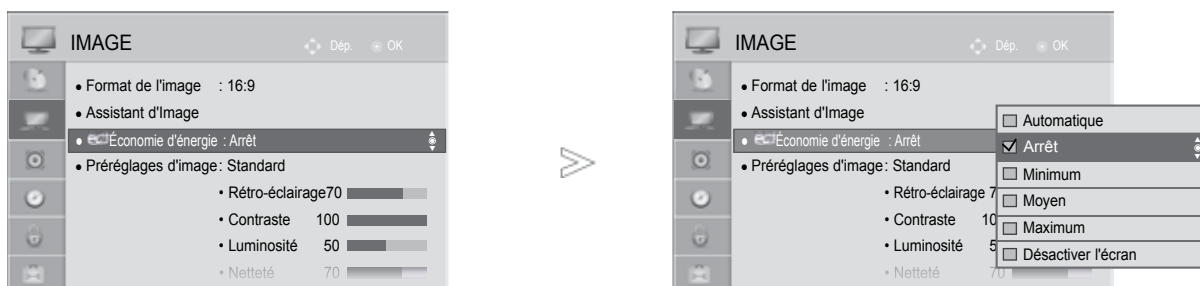 IMAGE Dép. OK
• Format de l'image : 16:9
• Assistant d'Image
• Économie d'énergie : Arrêt
• Préréglages d'image: Standard
• Rétro-éclairage70
• Contraste 100
• Luminosité 50
• Netteté 70
>>
IMAGE Dép. OK
• Format de l'image : 16:9
• Assistant d'Image
• Économie d'énergie : Arrêt
• Préréglages d'image: Standard
• Rétro-éclairage 7
• Contraste 10
• Luminosité 5
• Netteté 70
Automatique
Arrêt
Minimum
Moyen
Maximum
Désactiver l'écran